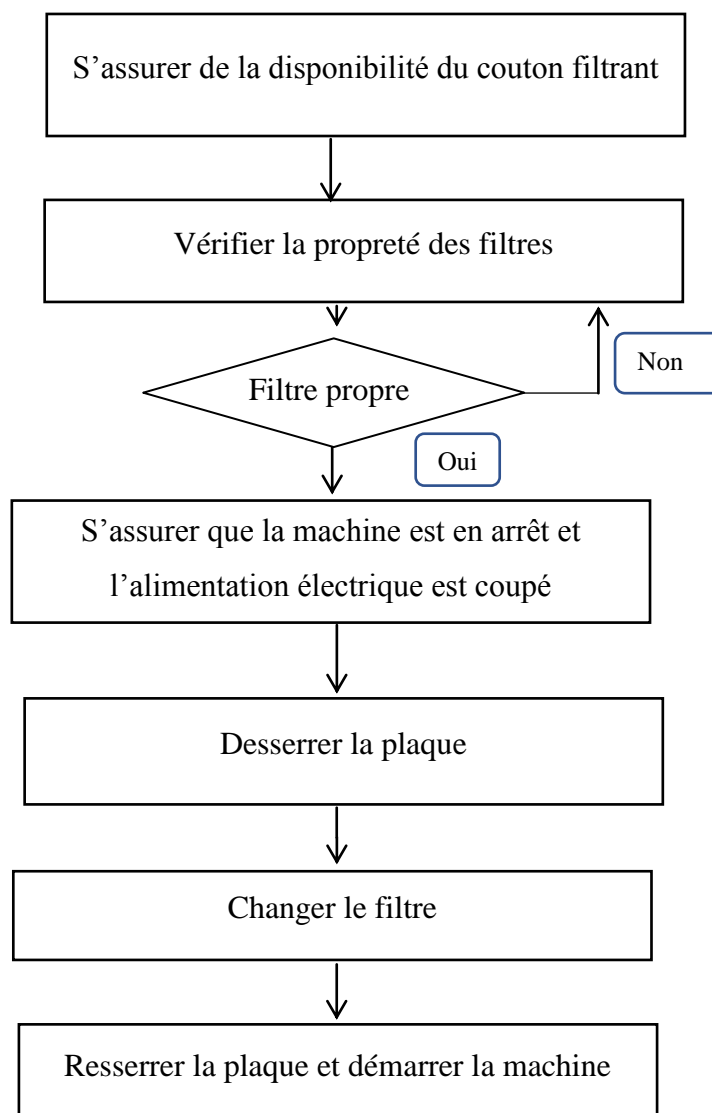 S’assurer de la disponibilité du couton filtrant
Vérifier la propreté des filtres
Filtre propre
Non
Oui
S’assurer que la machine est en arrêt et
l’alimentation électrique est coupé
Desserrer la plaque
Changer le filtre
Resserrer la plaque et démarrer la machine